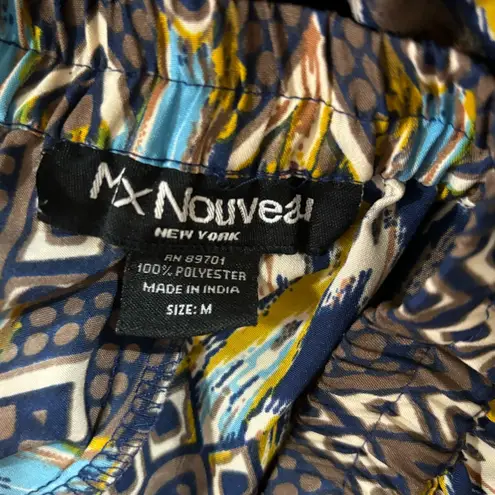 Mx Nouveau
NEW YORK
RN 89701
100% POLYESTER
MADE IN INDIA
SIZE: M